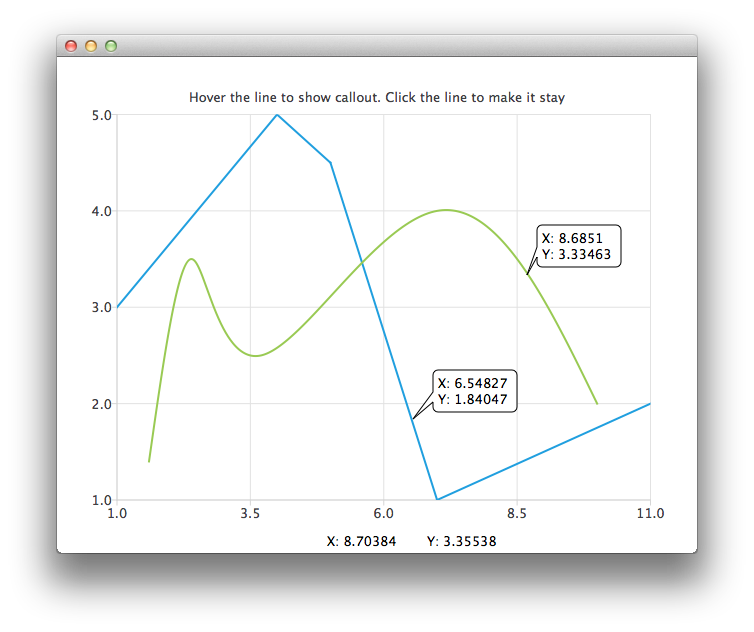 Hover the line to show callout. Click the line to make it stay
5.0
4.0
X: 8.6851
Y: 3.33463
3.0
X: 6.54827
Y: 1.84047
2.0
1.0
1.0 3.5 6.0 8.5 11.0
X: 8.70384 Y: 3.35538